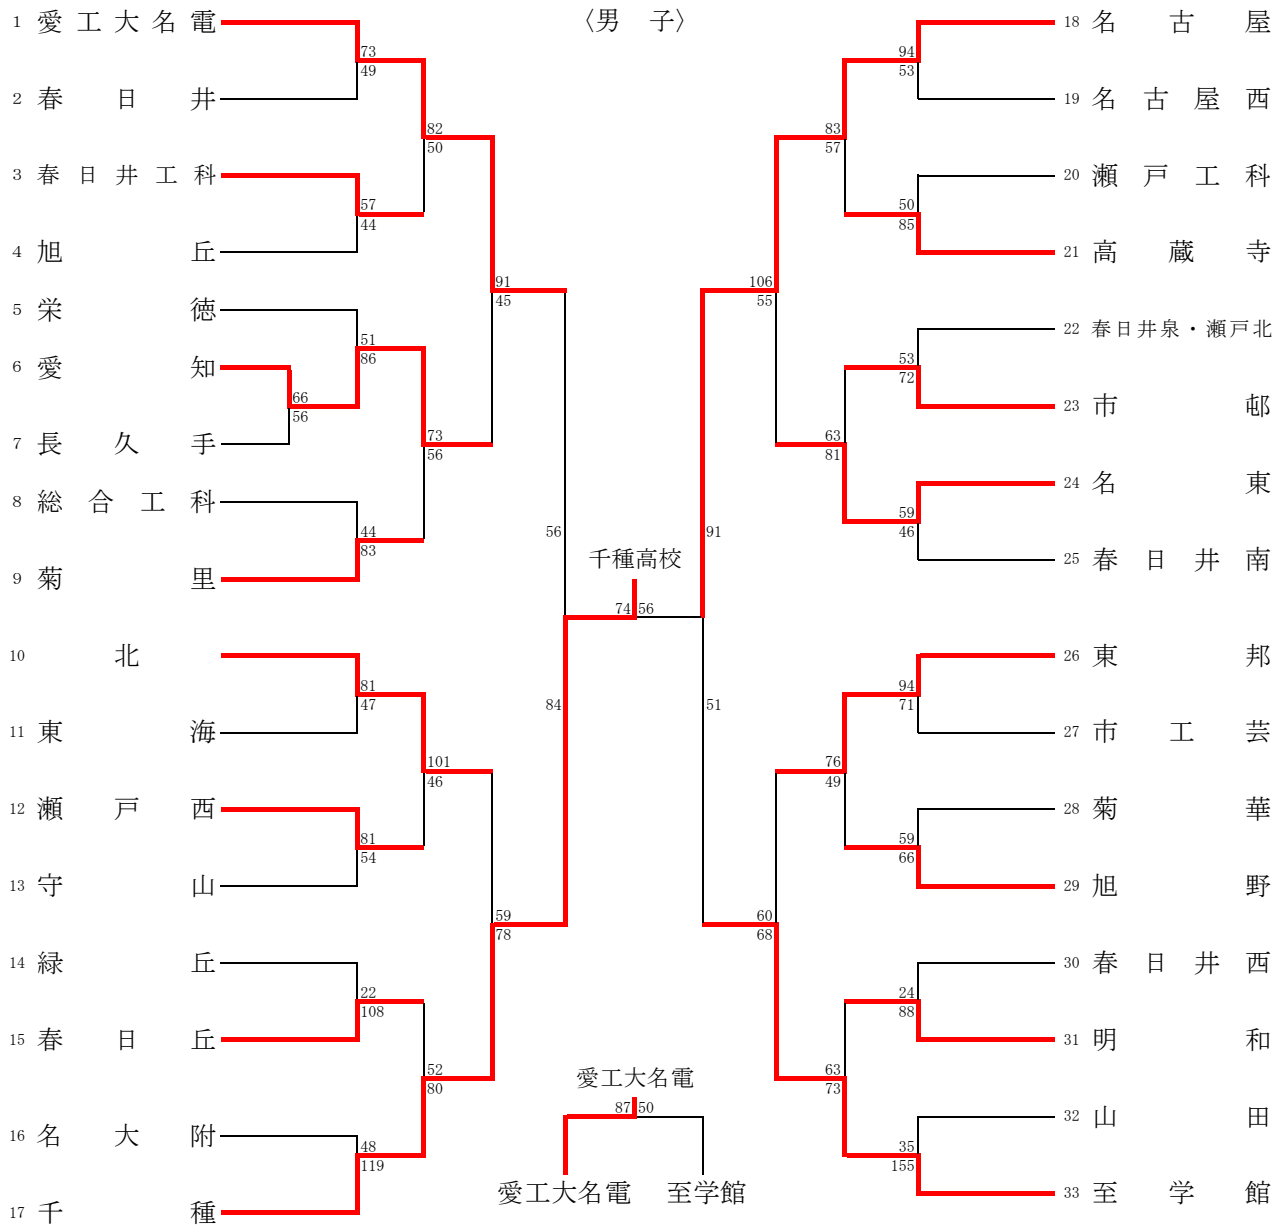 〈男　子〉
1 愛工大名電
73
49
2 春日井
82
50
3 春日井工科
57
44
4 旭丘
91
45
5 栄徳
51
86
6 愛知
66
56
7 長久手
73
56
8 総合工科
44
83
9 菊里
56
84
10 北
81
47
11 東海
101
46
12 瀬戸西
81
54
13 守山
59
78
14 緑丘
22
108
15 春日丘
52
80
16 名大附
48
119
17 千種
千種高校
74 56
愛工大名電
87 50
愛工大名電　至学館
18 名古屋
94
53
19 名古屋西
83
57
20 瀬戸工科
50
85
21 高蔵寺
106
55
22 春日井泉・瀬戸北
53
72
23 市邨
63
81
24 名東
59
46
25 春日井南
91
51
26 東邦
94
71
27 市工芸
76
49
28 菊華
59
66
29 旭野
60
68
30 春日井西
24
88
31 明和
63
73
32 山田
35
155
33 至学館